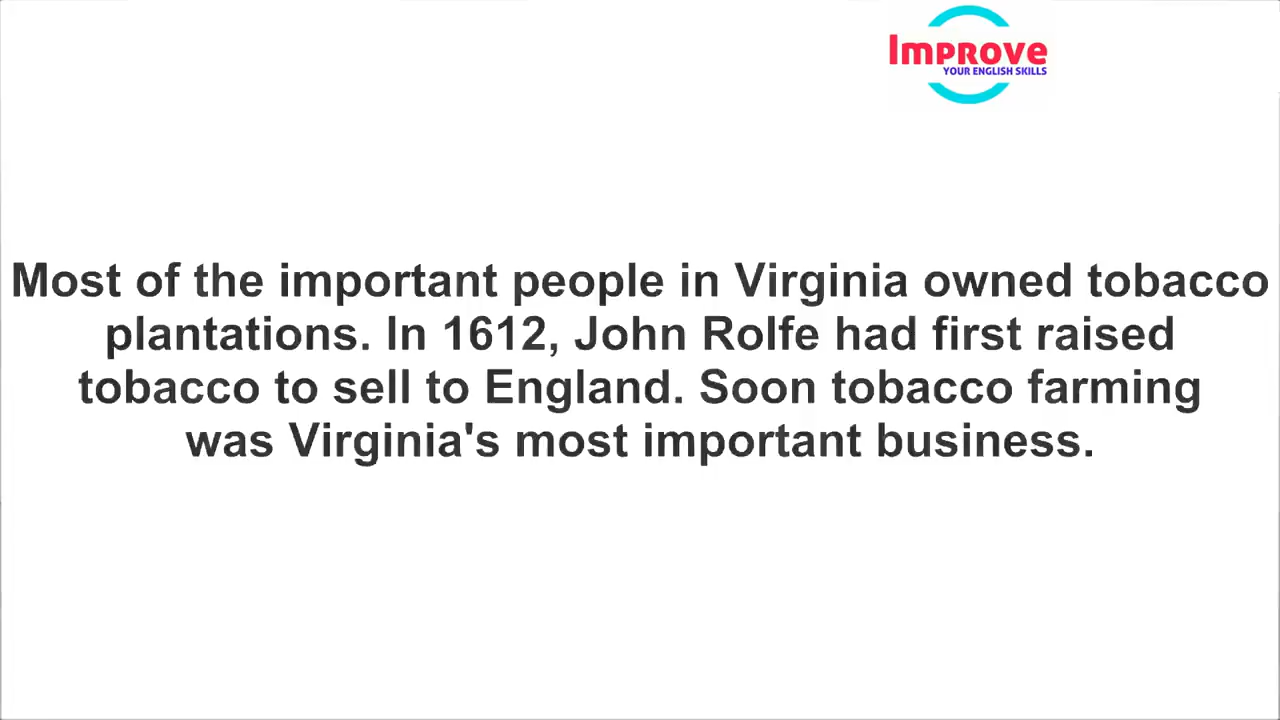 Improve
YOUR ENGLISH SKILLS
Most of the important people in Virginia owned tobacco
plantations. In 1612, John Rolfe had first raised
tobacco to sell to England. Soon tobacco farming
was Virginia's most important business.